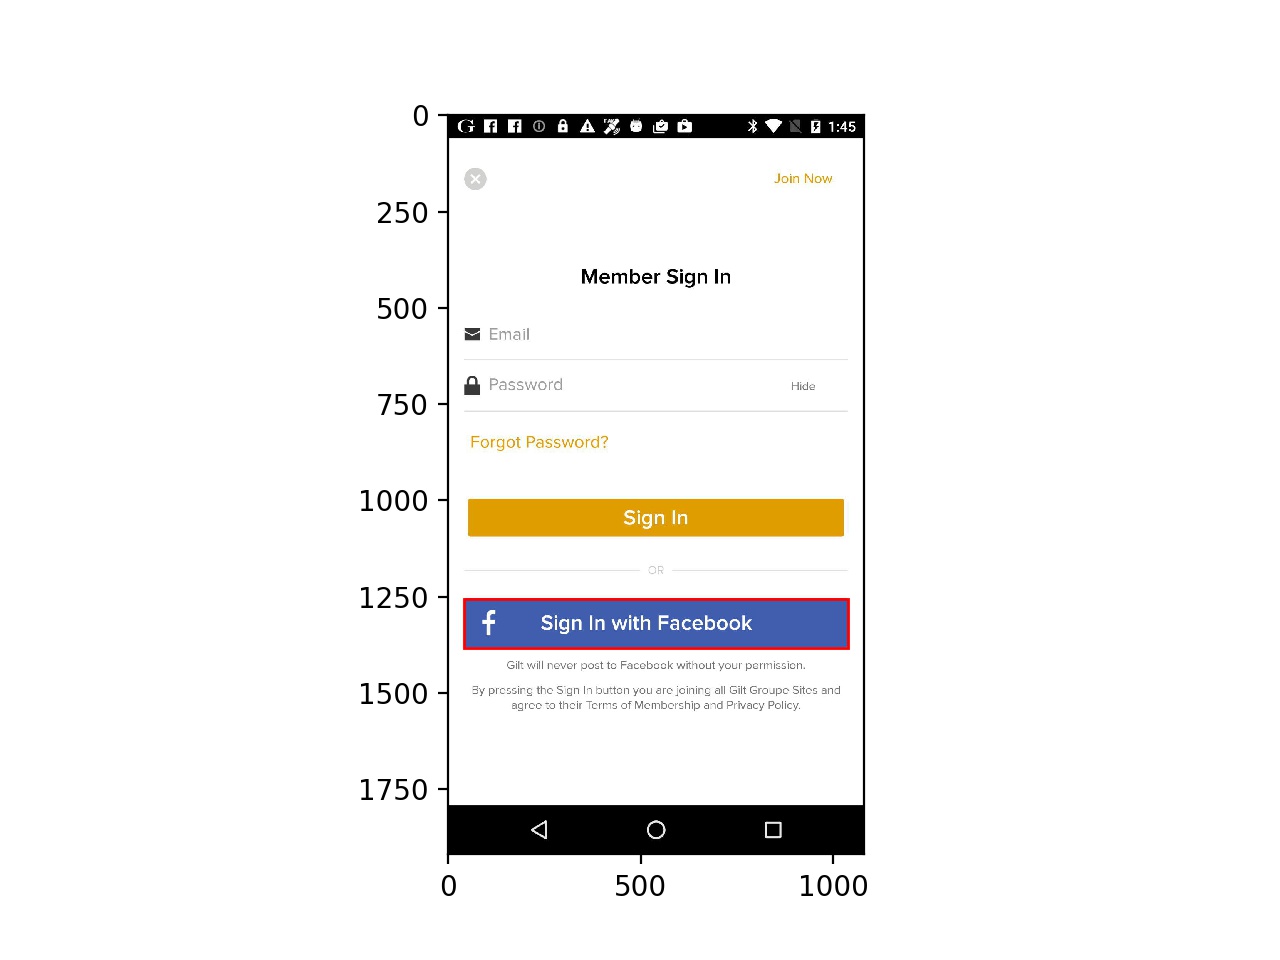 0
250
500
750
1000
1250
1500
1750
0
500
1000
G
1:45
Join Now
Member Sign In
Email
Password
Hide
Forgot Password?
Sign In
OR
f Sign In with Facebook
Gilt will never post to Facebook without your permission.
By pressing the Sign In button you are joining all Gilt Groupe Sites and
agree to their Terms of Membership and Privacy Policy.